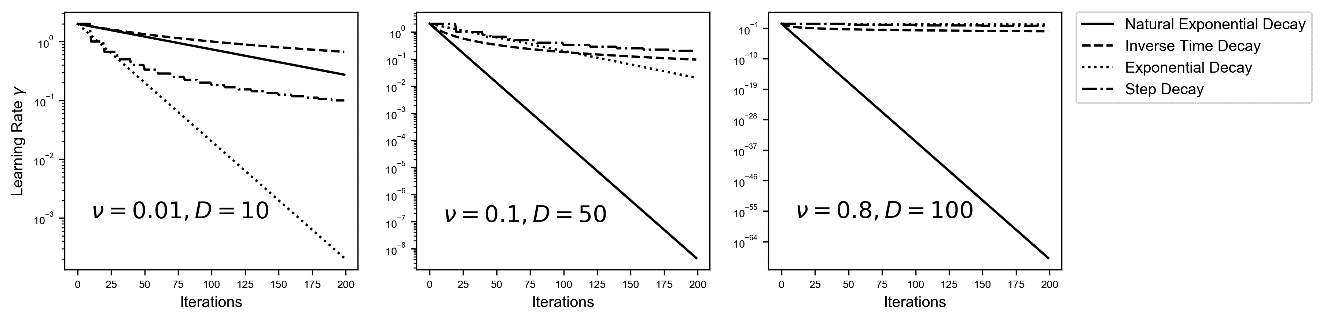 Learning Rate γ
10⁰
10⁻¹
10⁻²
10⁻³
ν = 0.01, D = 10
0 25 50 75 100 125 150 175 200
Iterations
10⁰
10⁻¹
10⁻²
10⁻³
10⁻⁴
10⁻⁵
10⁻⁶
10⁻⁷
10⁻⁸
ν = 0.1, D = 50
0 25 50 75 100 125 150 175 200
Iterations
10⁻¹
10⁻¹⁰
10⁻¹⁹
10⁻²⁸
10⁻³⁷
10⁻⁴⁶
10⁻⁵⁵
10⁻⁶⁴
ν = 0.8, D = 100
0 25 50 75 100 125 150 175 200
Iterations
Natural Exponential Decay
Inverse Time Decay
Exponential Decay
Step Decay